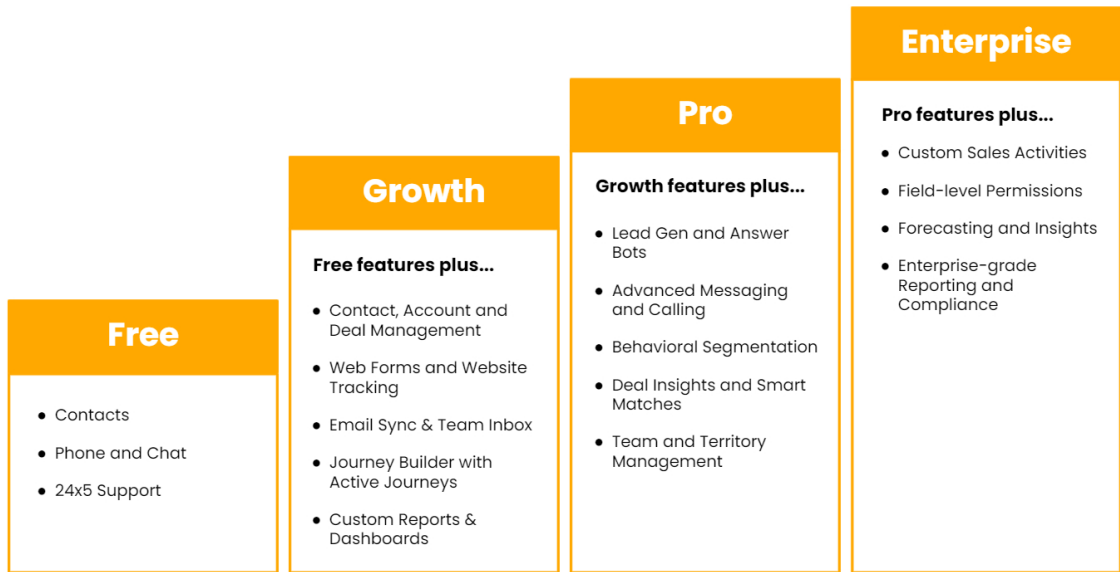 Free
● Contacts
● Phone and Chat
● 24x5 Support
Growth
Free features plus...
● Contact, Account and
Deal Management
● Web Forms and Website
Tracking
● Email Sync & Team Inbox
● Journey Builder with
Active Journeys
● Custom Reports &
Dashboards
Pro
Growth features plus...
● Lead Gen and Answer
Bots
● Advanced Messaging
and Calling
● Behavioral Segmentation
● Deal Insights and Smart
Matches
● Team and Territory
Management
Enterprise
Pro features plus...
● Custom Sales Activities
● Field-level Permissions
● Forecasting and Insights
● Enterprise-grade
Reporting and
Compliance